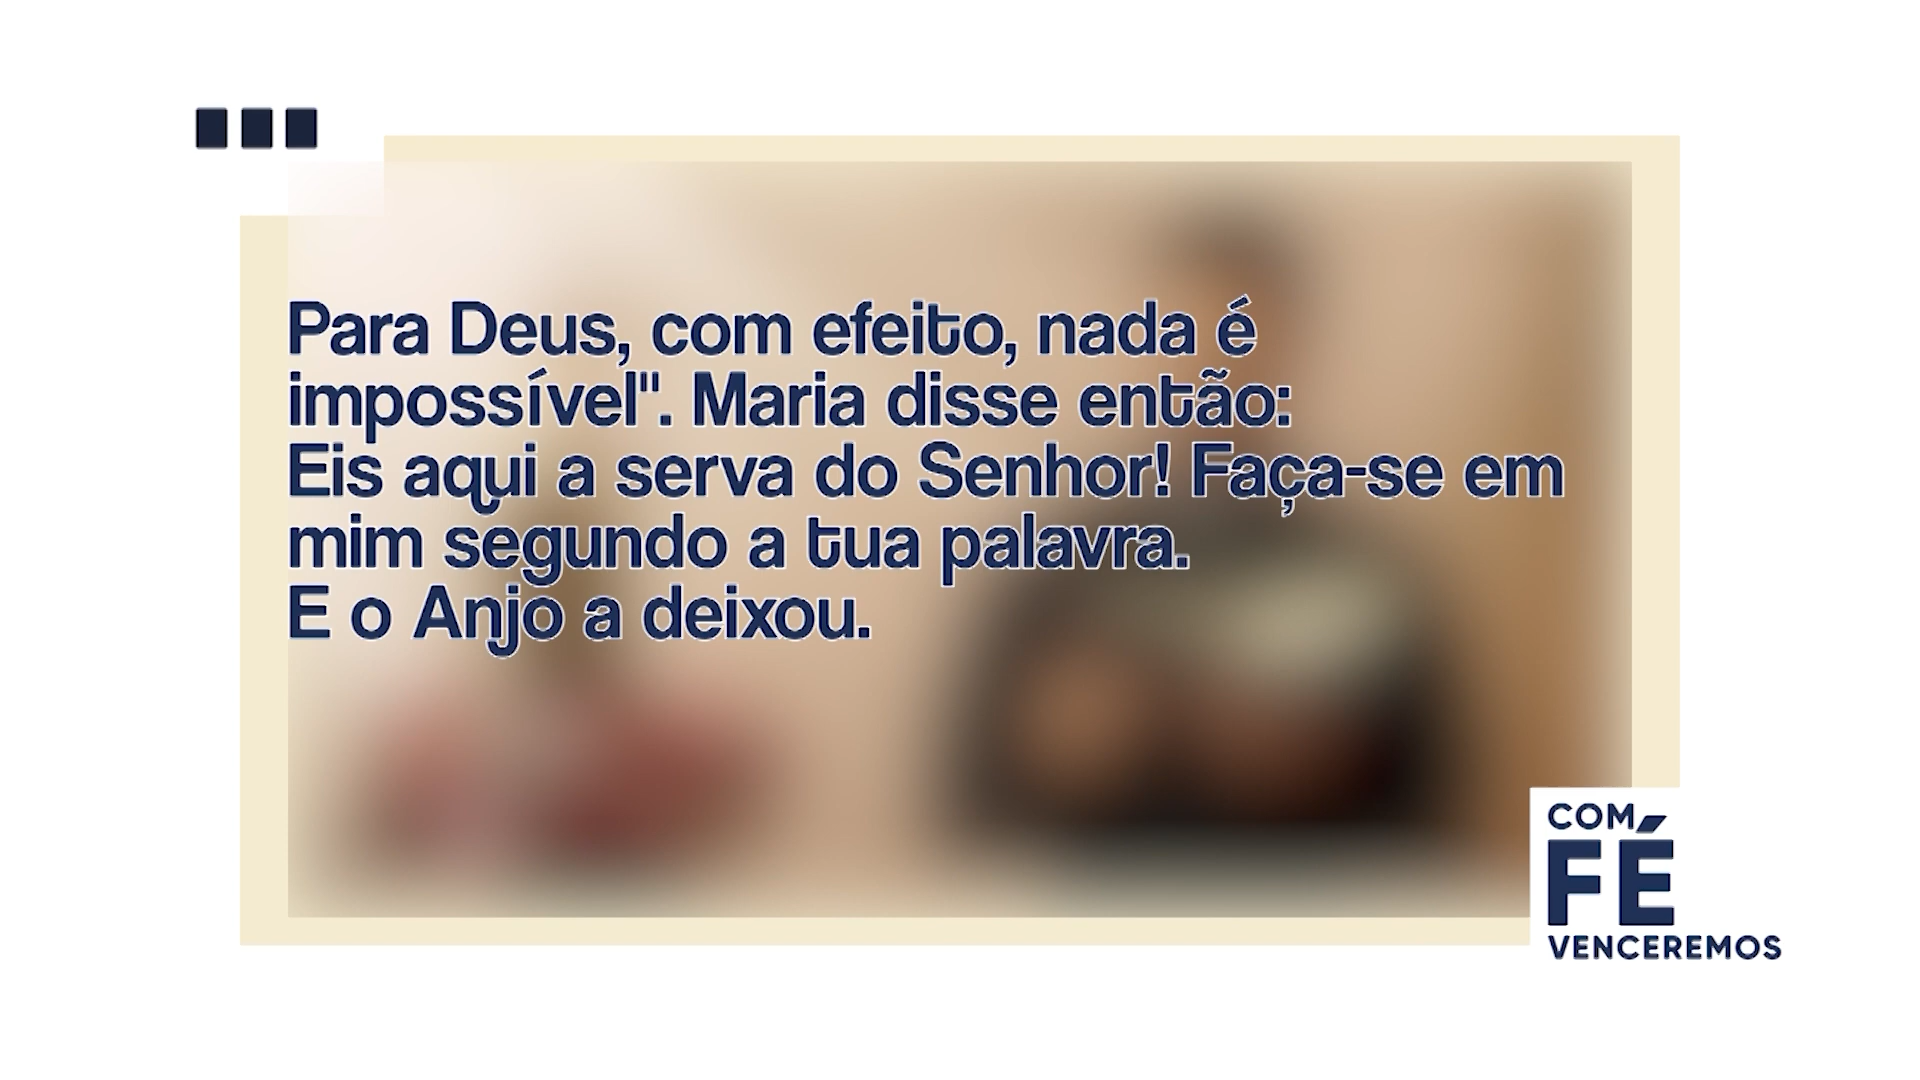 Para Deus, com efeito, nada é
impossível". Maria disse então:
Eis aqui a serva do Senhor! Faça-se em
mim segundo a tua palavra.
E o Anjo a deixou.
COM
FÉ
VENCEREMOS